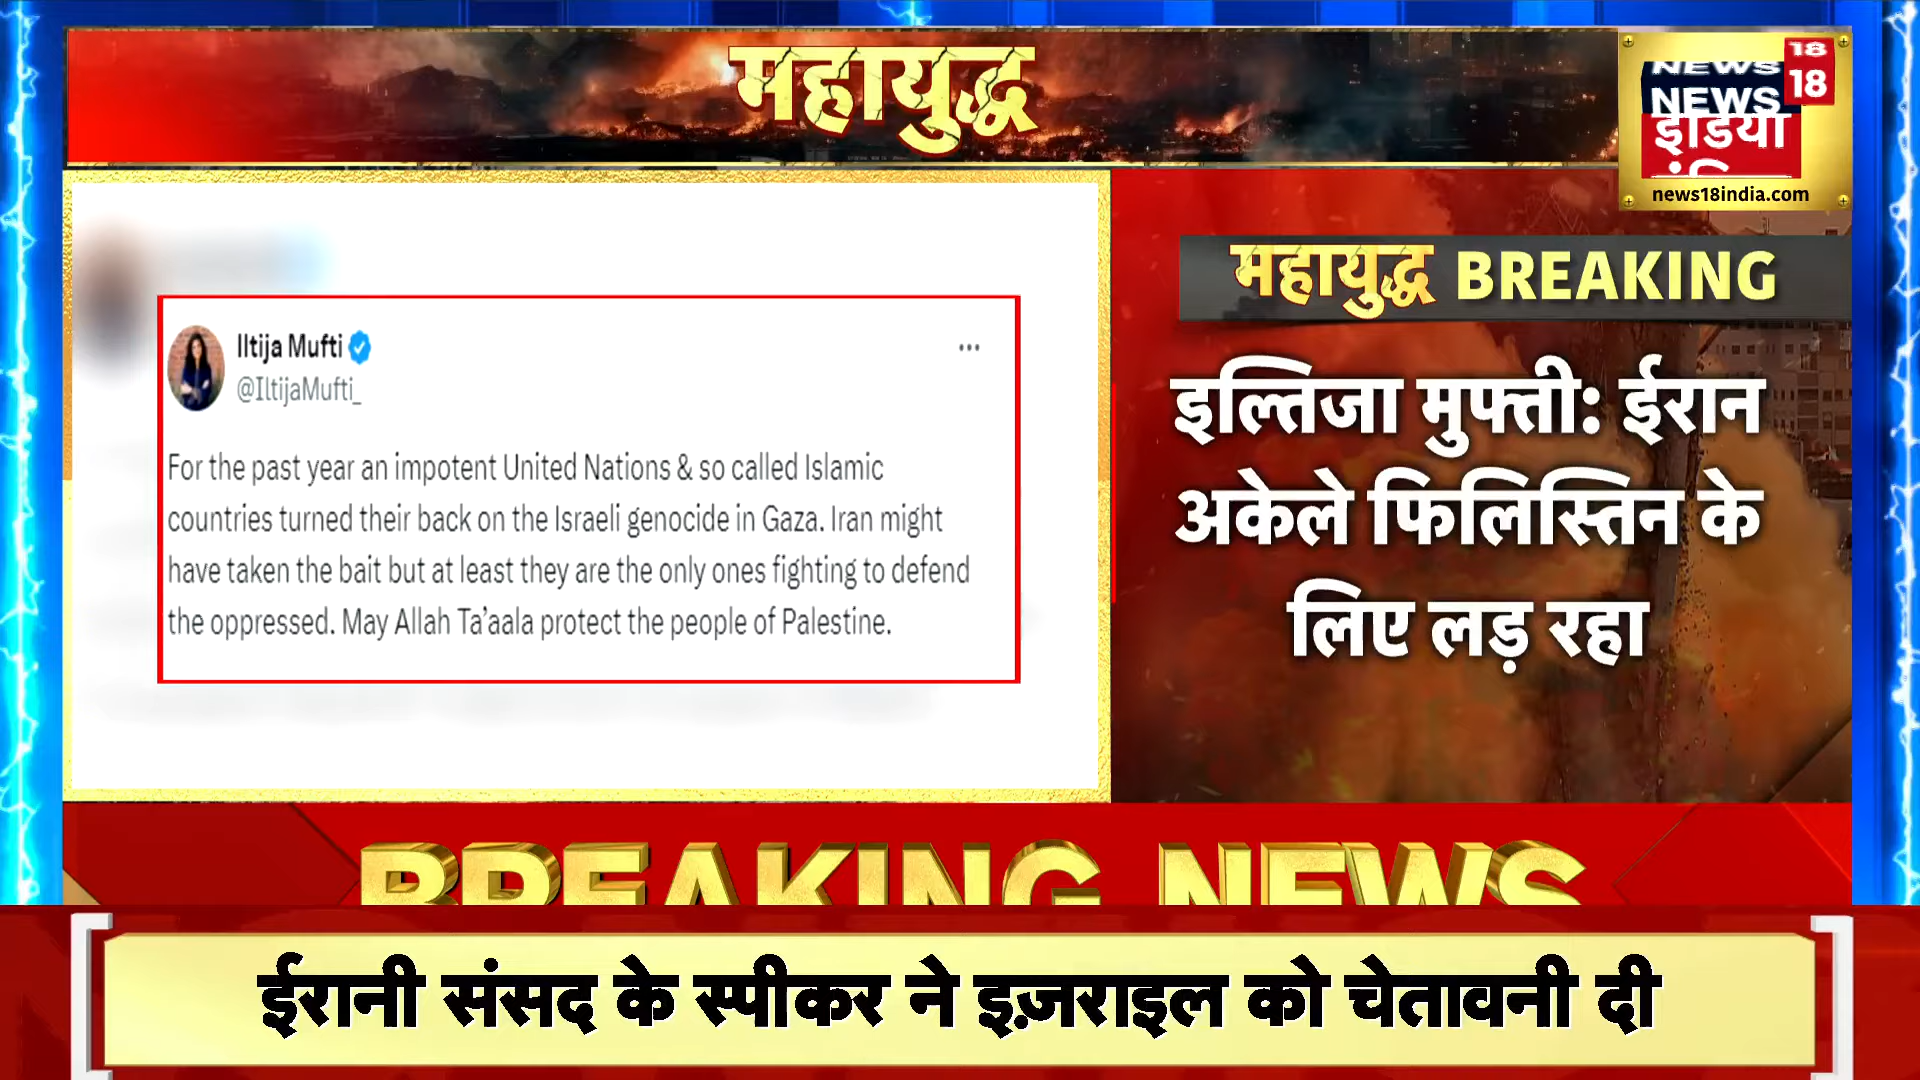 महायुद्ध
18
NEWS
18
NEWS
इंडिया
news18india.com
महायुद्ध BREAKING
इल्तिजा मुफ्ती: ईरान
अकेले फिलिस्तिन के
लिए लड़ रहा
Iltija Mufti
@IltijaMufti_
For the past year an impotent United Nations & so called Islamic
countries turned their back on the Israeli genocide in Gaza. Iran might
have taken the bait but at least they are the only ones fighting to defend
the oppressed. May Allah Ta’aala protect the people of Palestine.
BREAKING NEWS
ईरानी संसद के स्पीकर ने इज़राइल को चेतावनी दी